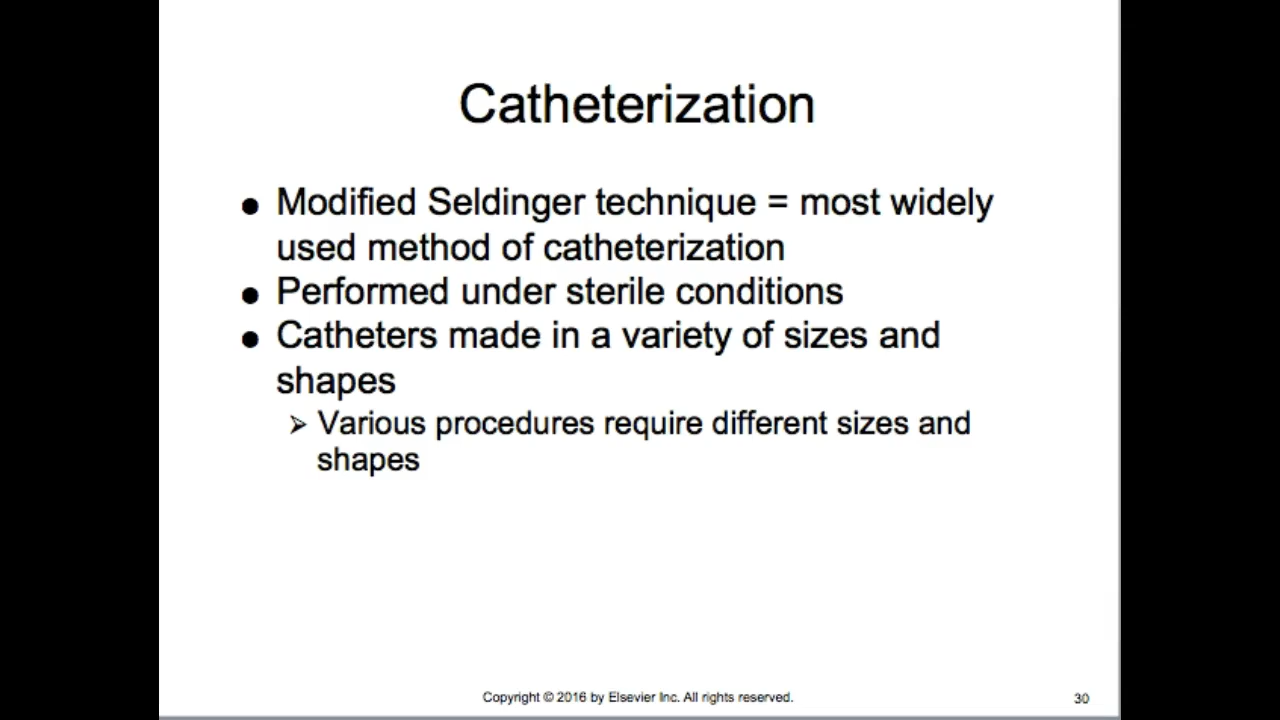 Catheterization
● Modified Seldinger technique = most widely
used method of catheterization
● Performed under sterile conditions
● Catheters made in a variety of sizes and
shapes
➢ Various procedures require different sizes and
shapes
Copyright © 2016 by Elsevier Inc. All rights reserved.
30